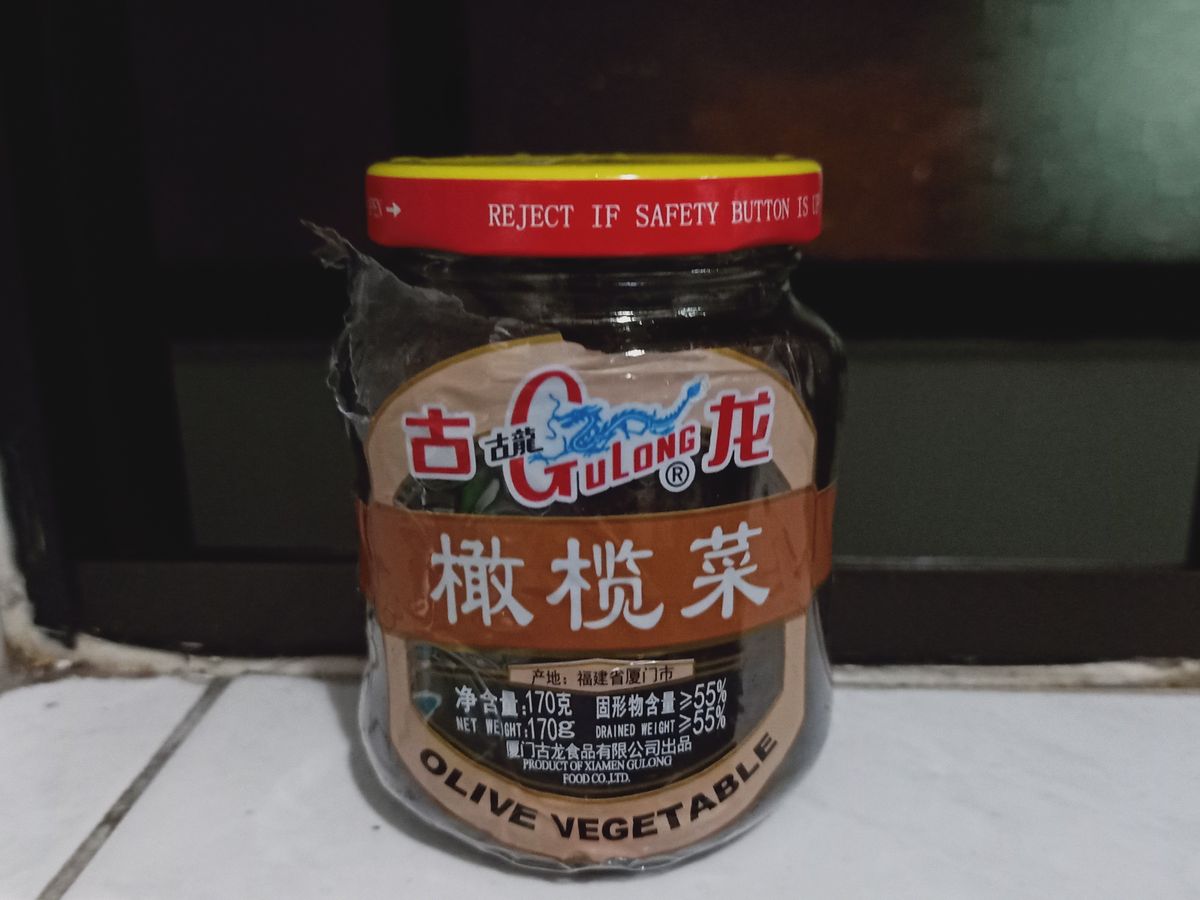 REJECT IF SAFETY BUTTON IS UP
古 古龍 GULONG ® 龙
橄榄菜
产地：福建省厦门市
净含量:170克 固形物含量≥55%
NET WEIGHT:170g DRAINED WEIGHT≥55%
厦门古龙食品有限公司出品
PRODUCT OF XIAMEN GULONG
FOOD CO.,LTD.
OLIVE VEGETABLE